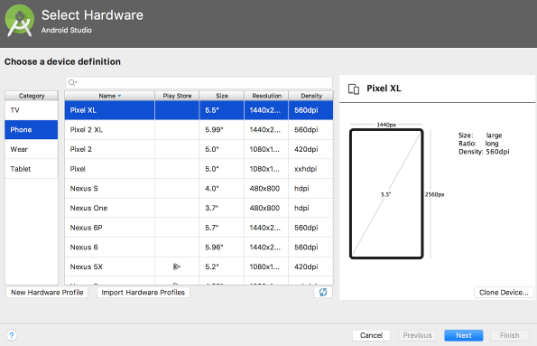 Select Hardware
Android Studio
Choose a device definition
Category
TV
Phone
Wear
Tablet
Name Play Store Size Resolution Density
Pixel XL 5.5" 1440x2... 560dpi
Pixel 2 XL 5.99" 1440x2... 560dpi
Pixel 2 5.0" 1080x1... 420dpi
Pixel 5.0" 1080x1... xxhdpi
Nexus S 4.0" 480x800 hdpi
Nexus One 3.7" 480x800 hdpi
Nexus 6P 5.7" 1440x2... 560dpi
Nexus 6 5.96" 1440x2... 560dpi
Nexus 5X 5.2" 1080x1... 420dpi
New Hardware Profile
Import Hardware Profiles
Pixel XL
1440px
5.5"
2560px
Size: large
Ratio: long
Density: 560dpi
Clone Device...
?
Cancel
Previous
Next
Finish